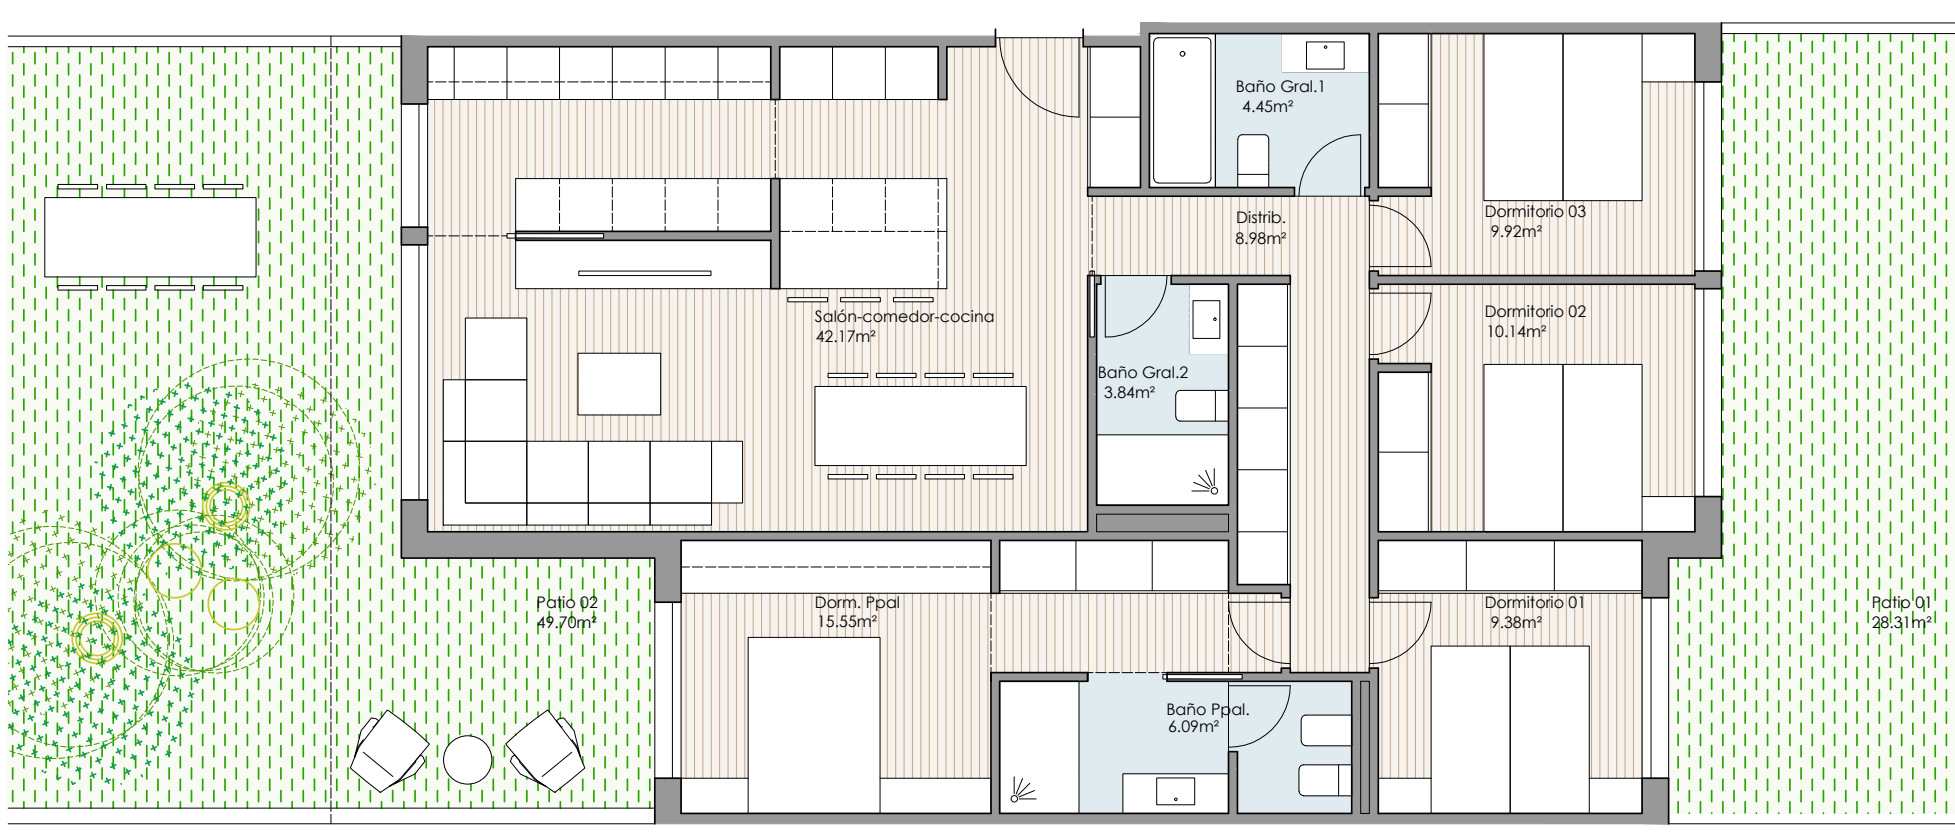 Baño Gral.1
4.45m²
Dormitorio 03
9.92m²
Distrib.
8.98m²
Salón-comedor-cocina
42.17m²
Dormitorio 02
10.14m²
Baño Gral.2
3.84m²
Patio 02
49.70m²
Dorm. Ppal
15.55m²
Dormitorio 01
9.38m²
Patio 01
28.31m²
Baño Ppal.
6.09m²